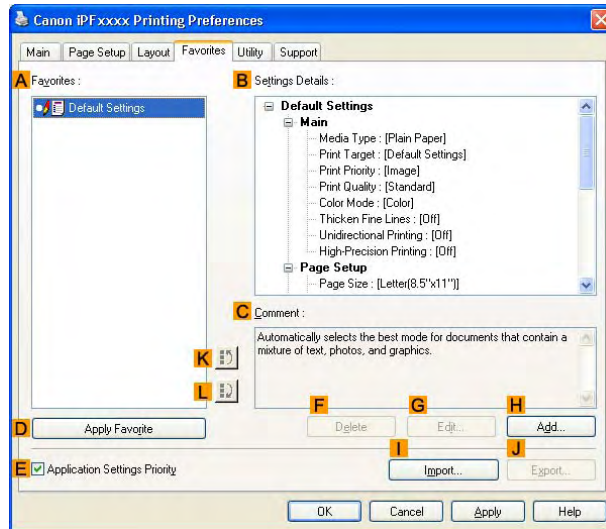 Canon iPFxxxx Printing Preferences
Main Page Setup Layout Favorites Utility Support
A Favorites :
Default Settings
B Settings Details :
Default Settings
Main
Media Type : [Plain Paper]
Print Target : [Default Settings]
Print Priority : [Image]
Print Quality : [Standard]
Color Mode : [Color]
Thicken Fine Lines : [Off]
Unidirectional Printing : [Off]
High-Precision Printing : [Off]
Page Setup
Page Size : [Letter(8.5"x11")]
C Comment :
Automatically selects the best mode for documents that contain a
mixture of text, photos, and graphics.
K
L
D Apply Favorite
F Delete
G Edit...
H Add...
E Application Settings Priority
I Import...
J Export...
OK Cancel Apply Help